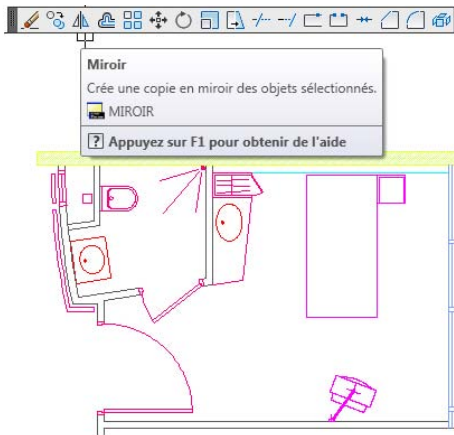 Miroir
Crée une copie en miroir des objets sélectionnés.
MIROIR
? Appuyez sur F1 pour obtenir de l'aide